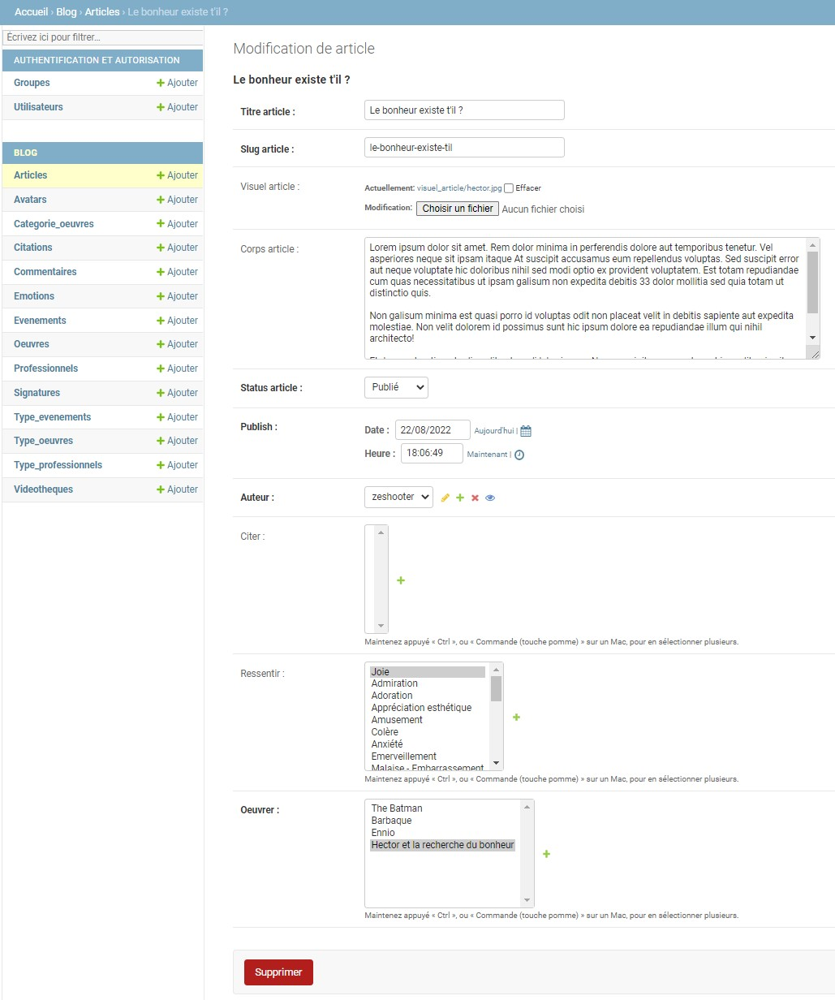 Accueil › Blog › Articles › Le bonheur existe t'il ?
Écrivez ici pour filtrer…
AUTHENTIFICATION ET AUTORISATION
Groupes Ajouter
Utilisateurs Ajouter
BLOG
Articles Ajouter
Avatars Ajouter
Categorie_oeuvres Ajouter
Citations Ajouter
Commentaires Ajouter
Emotions Ajouter
Evenements Ajouter
Oeuvres Ajouter
Professionnels Ajouter
Signatures Ajouter
Type_evenements Ajouter
Type_oeuvres Ajouter
Type_professionnels Ajouter
Videotheques Ajouter
Modification de article
Le bonheur existe t'il ?
Titre article : Le bonheur existe t'il ?
Slug article : le-bonheur-existe-til
Visuel article : Actuellement: visuel_article/hector.jpg Effacer
Modification: Choisir un fichier Aucun fichier choisi
Corps article : Lorem ipsum dolor sit amet. Rem dolor minima in perferendis dolore aut temporibus tenetur. Vel
asperiores neque sit ipsam itaque At suscipit accusamus eum repellendus voluptas. Sed suscipit error
aut neque voluptate hic doloribus nihil sed modi optio ex provident voluptatem. Est totam repudiandae
cum quas necessitatibus ut ipsam galisum non expedita debitis 33 dolor mollitia sed quia totam ut
distinctio quis.
Non galisum minima est quasi porro id voluptas odit non placeat velit in debitis sapiente aut expedita
molestiae. Non velit dolorem id possimus sunt hic ipsum dolore ea repudiandae illum qui nihil
architecto!
Status article : Publié
Publish : Date : 22/08/2022 Aujourd'hui |
Heure : 18:06:49 Maintenant |
Auteur : zeshooter
Citer :
Maintenez appuyé « Ctrl », ou « Commande (touche pomme) » sur un Mac, pour en sélectionner plusieurs.
Ressentir : Joie
Admiration
Adoration
Appréciation esthétique
Amusement
Colère
Anxiété
Emerveillement
Malaise - Embarrassement
Maintenez appuyé « Ctrl », ou « Commande (touche pomme) » sur un Mac, pour en sélectionner plusieurs.
Oeuvrer : The Batman
Barbaque
Ennio
Hector et la recherche du bonheur
Maintenez appuyé « Ctrl », ou « Commande (touche pomme) » sur un Mac, pour en sélectionner plusieurs.
Supprimer